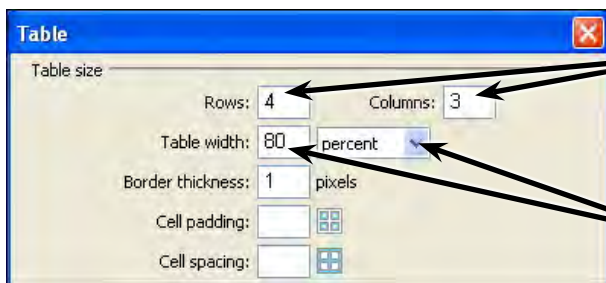 Table
Table size
Rows: 4 Columns: 3
Table width: 80 percent
Border thickness: 1 pixels
Cell padding:
Cell spacing: